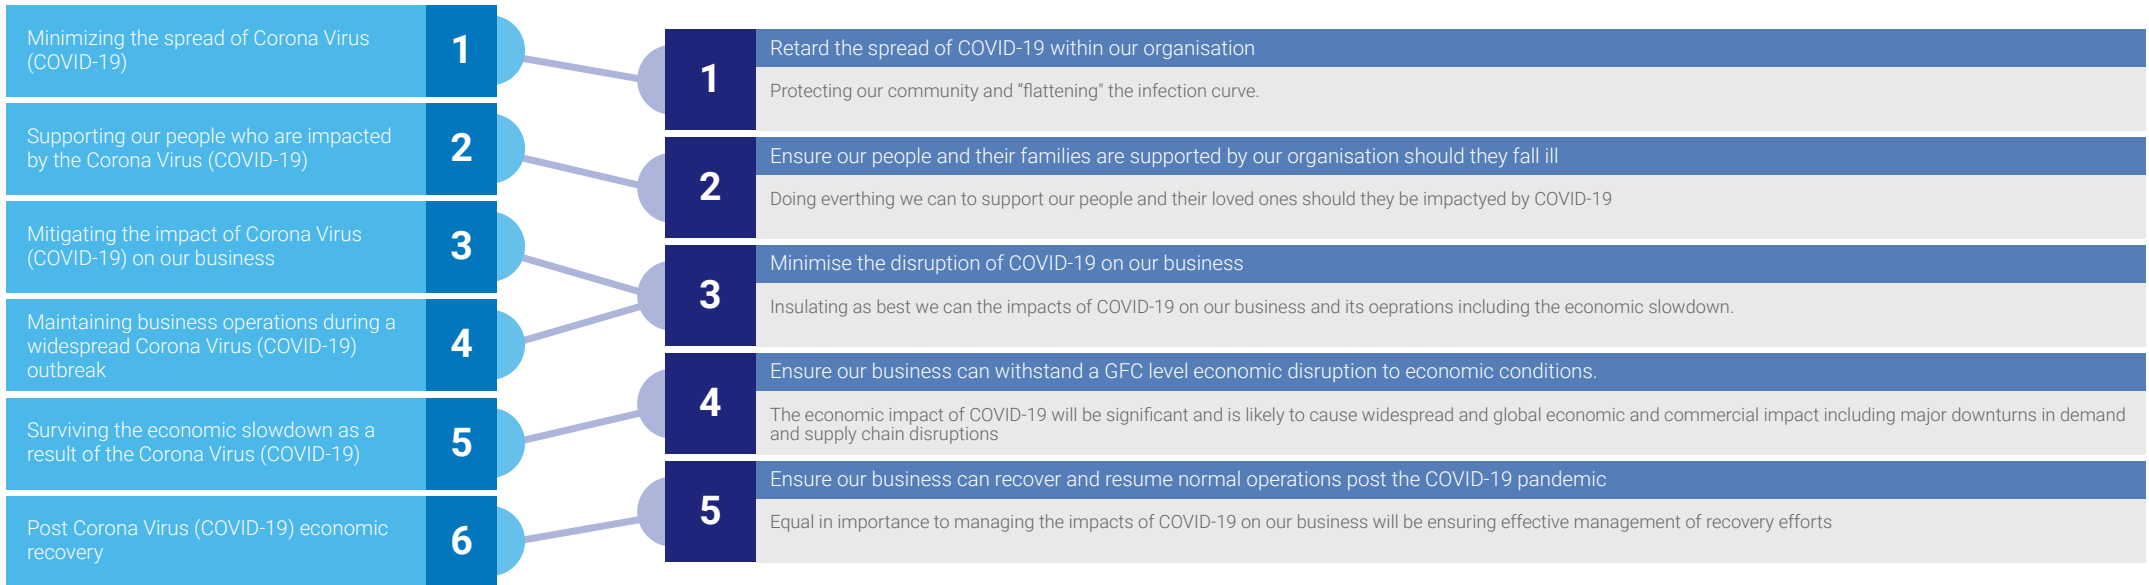 Minimizing the spread of Corona Virus
(COVID-19)
1
Supporting our people who are impacted
by the Corona Virus (COVID-19)
2
Mitigating the impact of Corona Virus
(COVID-19) on our business
3
Maintaining business operations during a
widespread Corona Virus (COVID-19)
outbreak
4
Surviving the economic slowdown as a
result of the Corona Virus (COVID-19)
5
Post Corona Virus (COVID-19) economic
recovery
6
1
Retard the spread of COVID-19 within our organisation
Protecting our community and “flattening" the infection curve.
2
Ensure our people and their families are supported by our organisation should they fall ill
Doing everthing we can to support our people and their loved ones should they be impactyed by COVID-19
3
Minimise the disruption of COVID-19 on our business
Insulating as best we can the impacts of COVID-19 on our business and its oeprations including the economic slowdown.
4
Ensure our business can withstand a GFC level economic disruption to economic conditions.
The economic impact of COVID-19 will be significant and is likely to cause widespread and global economic and commercial impact including major downturns in demand
and supply chain disruptions
5
Ensure our business can recover and resume normal operations post the COVID-19 pandemic
Equal in importance to managing the impacts of COVID-19 on our business will be ensuring effective management of recovery efforts